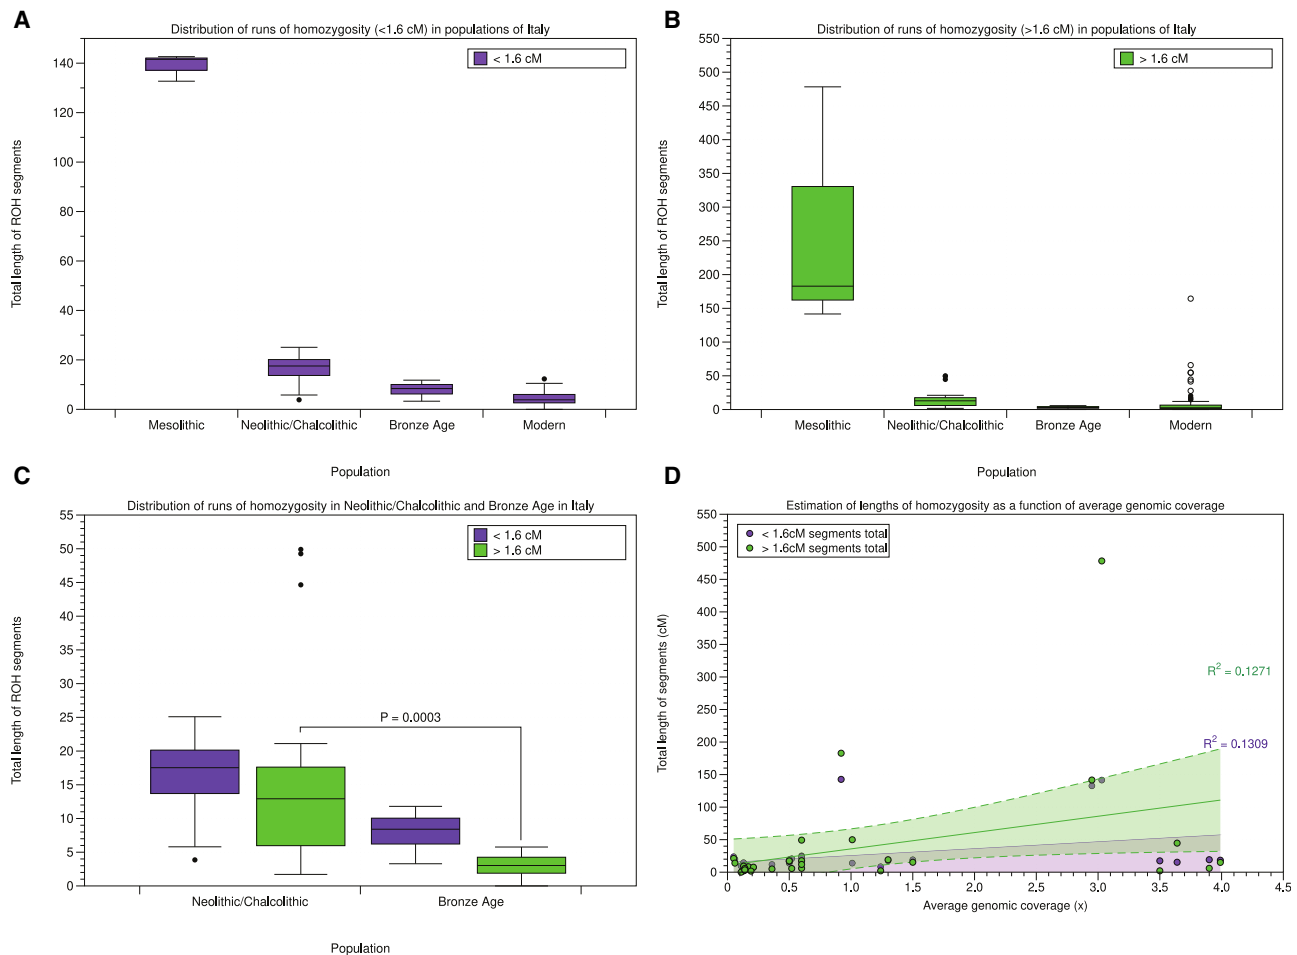 A
Distribution of runs of homozygosity (<1.6 cM) in populations of Italy
< 1.6 cM
140
120
100
80
60
40
20
0
Total length of ROH segments
Mesolithic
Neolithic/Chalcolithic
Bronze Age
Modern
Population
B
Distribution of runs of homozygosity (>1.6 cM) in populations of Italy
> 1.6 cM
550
500
450
400
350
300
250
200
150
100
50
0
Total length of ROH segments
Mesolithic
Neolithic/Chalcolithic
Bronze Age
Modern
Population
C
Distribution of runs of homozygosity in Neolithic/Chalcolithic and Bronze Age in Italy
< 1.6 cM
> 1.6 cM
55
50
45
40
35
30
25
20
15
10
5
0
Total length of ROH segments
P = 0.0003
Neolithic/Chalcolithic
Bronze Age
Population
D
Estimation of lengths of homozygosity as a function of average genomic coverage
< 1.6cM segments total
> 1.6cM segments total
550
500
450
400
350
300
250
200
150
100
50
0
Total length of segments (cM)
R² = 0.1271
R² = 0.1309
0 0.5 1.0 1.5 2.0 2.5 3.0 3.5 4.0 4.5
Average genomic coverage (x)